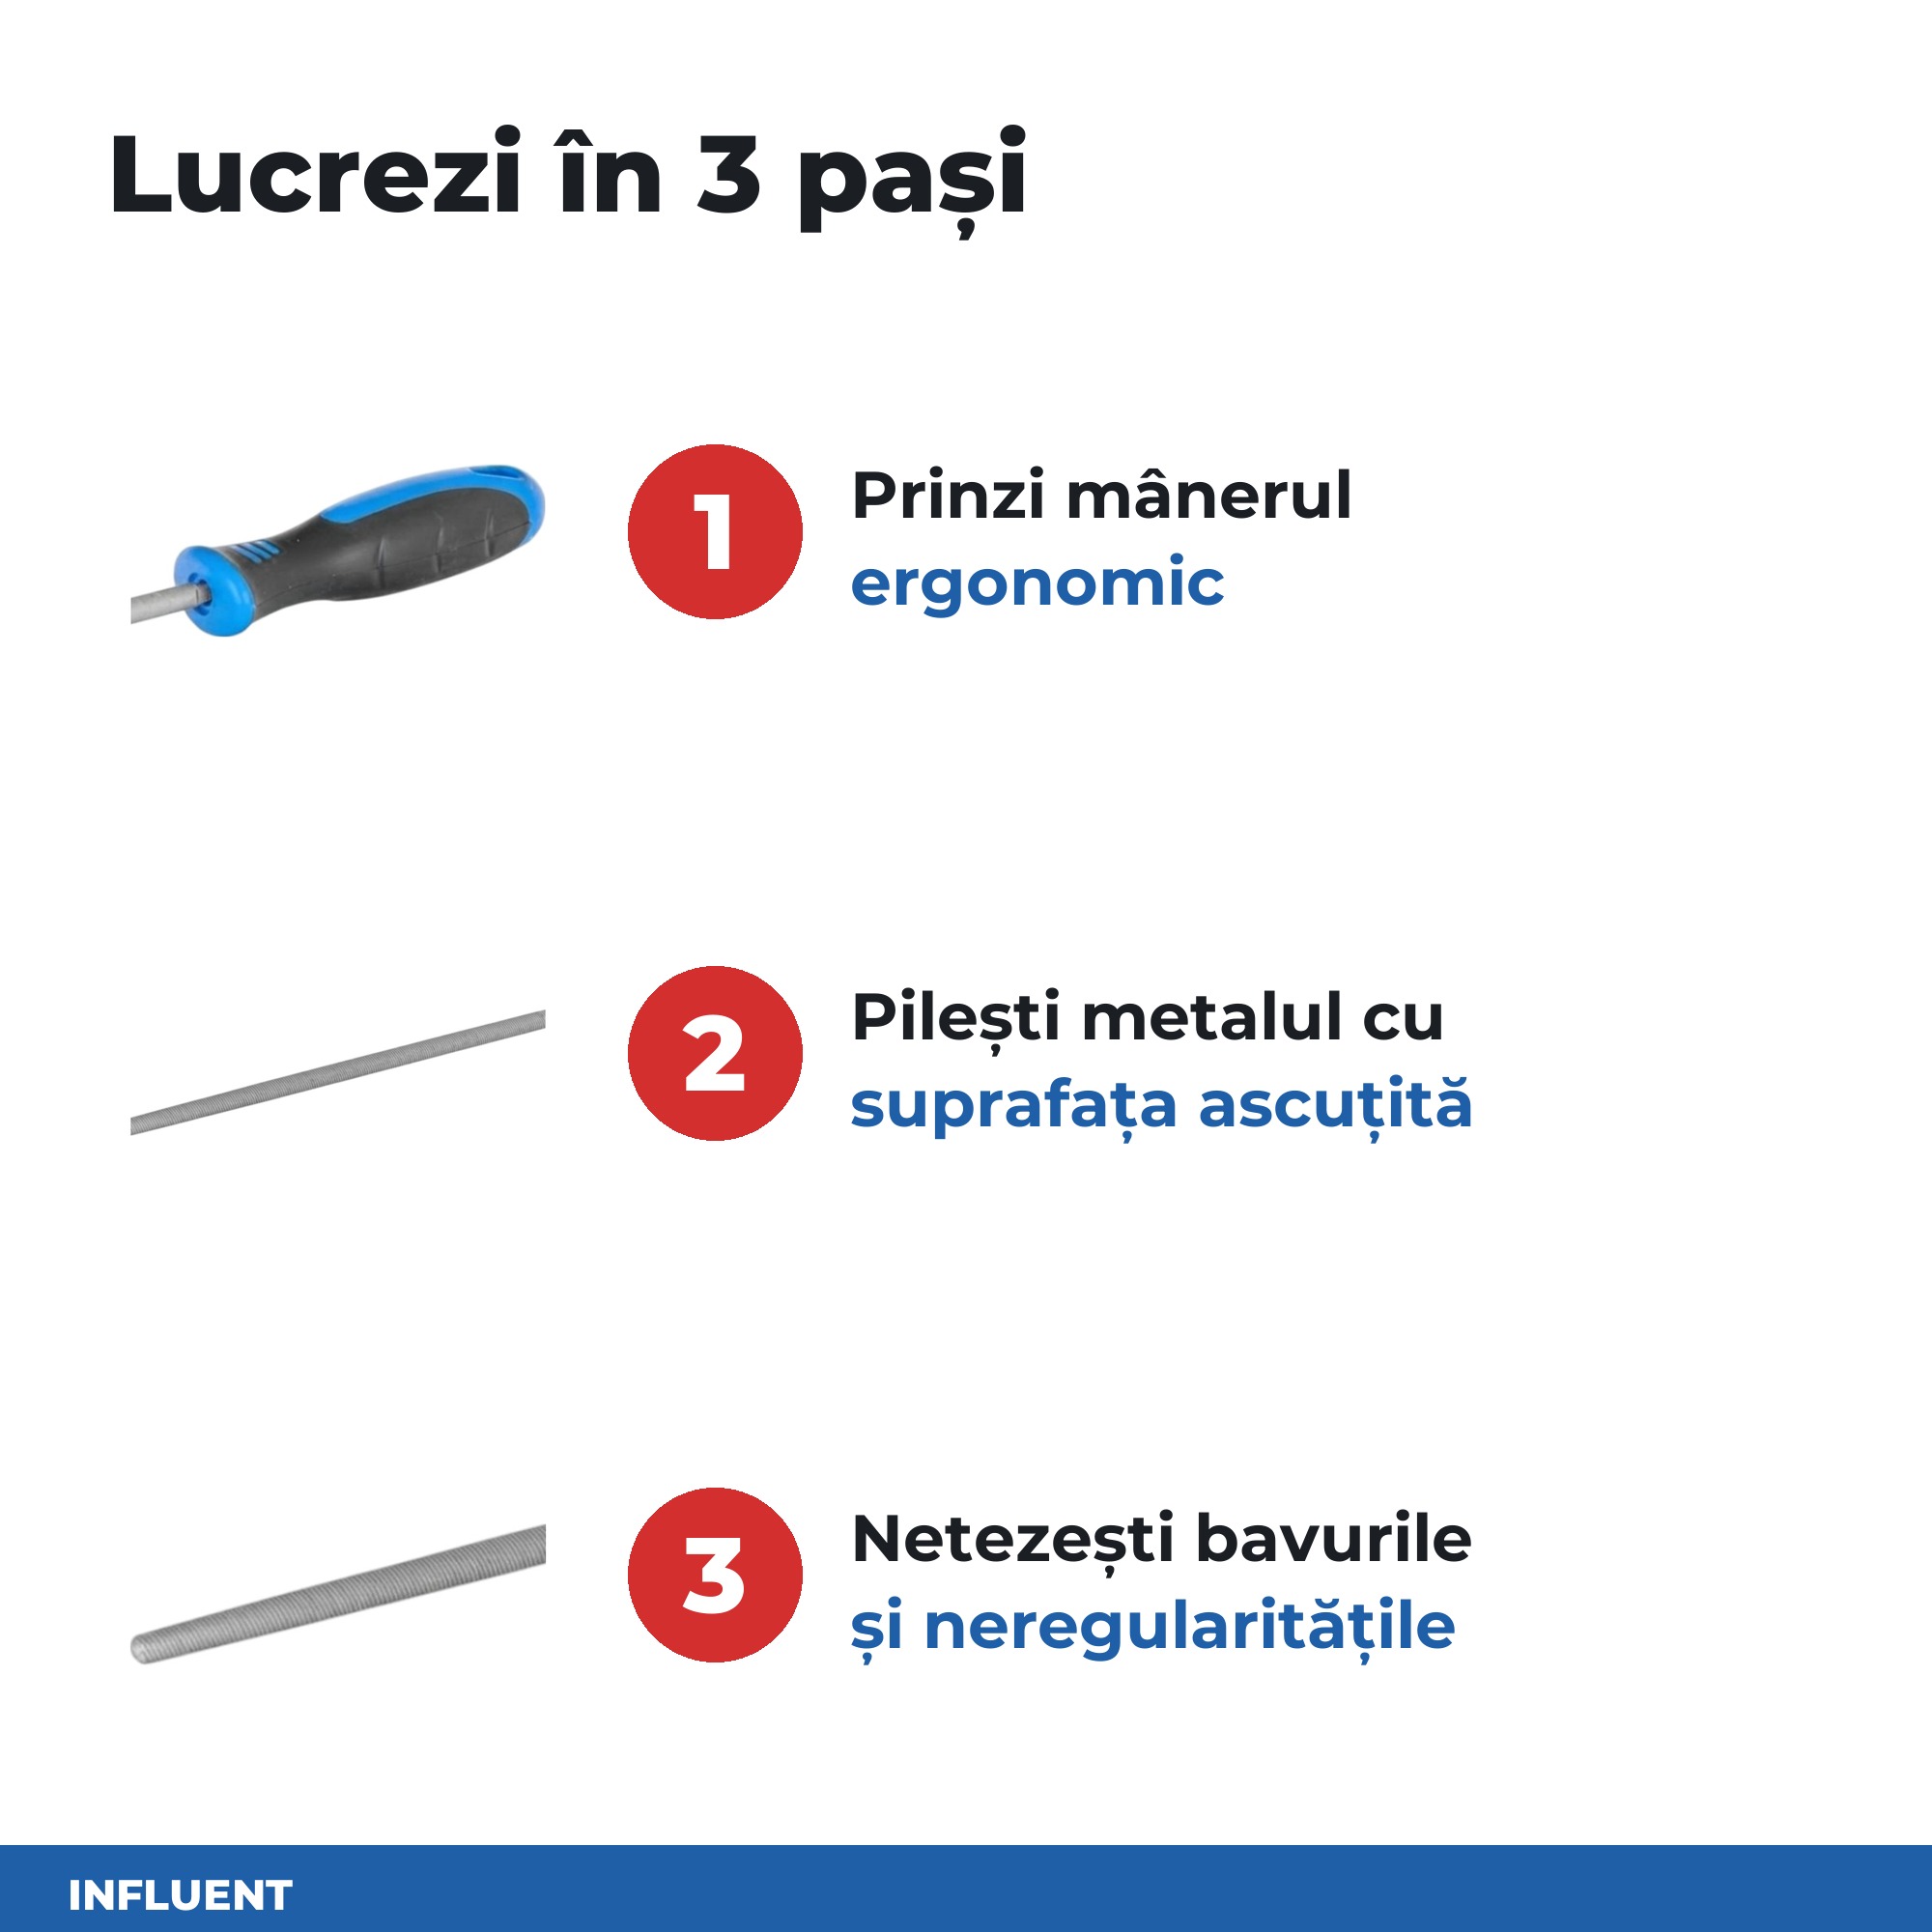 Lucrezi în 3 pași
1
Prinzi mânerul
ergonomic
2
Pilești metalul cu
suprafața ascuțită
3
Netezești bavurile
și neregularitățile
INFLUENT